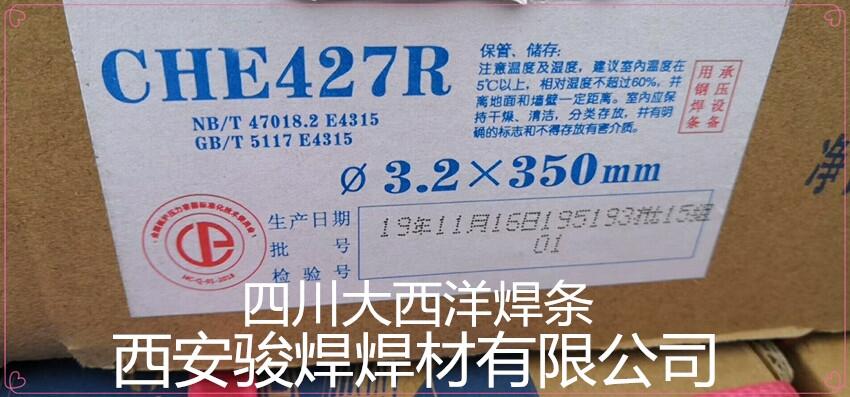 CHE427R
NB/T 47018.2 E4315
GB/T 5117 E4315
保管、储存:
注意温度及湿度，建议室内温度在
5℃以上，相对湿度不超过60%，并
离地面和墙壁一定距离。室内应保
持干燥、清洁，分类存放，并有明
确的标志和不得存放有害介质。
承压设备
用钢焊条
Ø 3.2×350mm
净
生产日期
批号
检验号
19年11月16日195193批15组
01
四川大西洋焊条
西安骏焊焊材有限公司